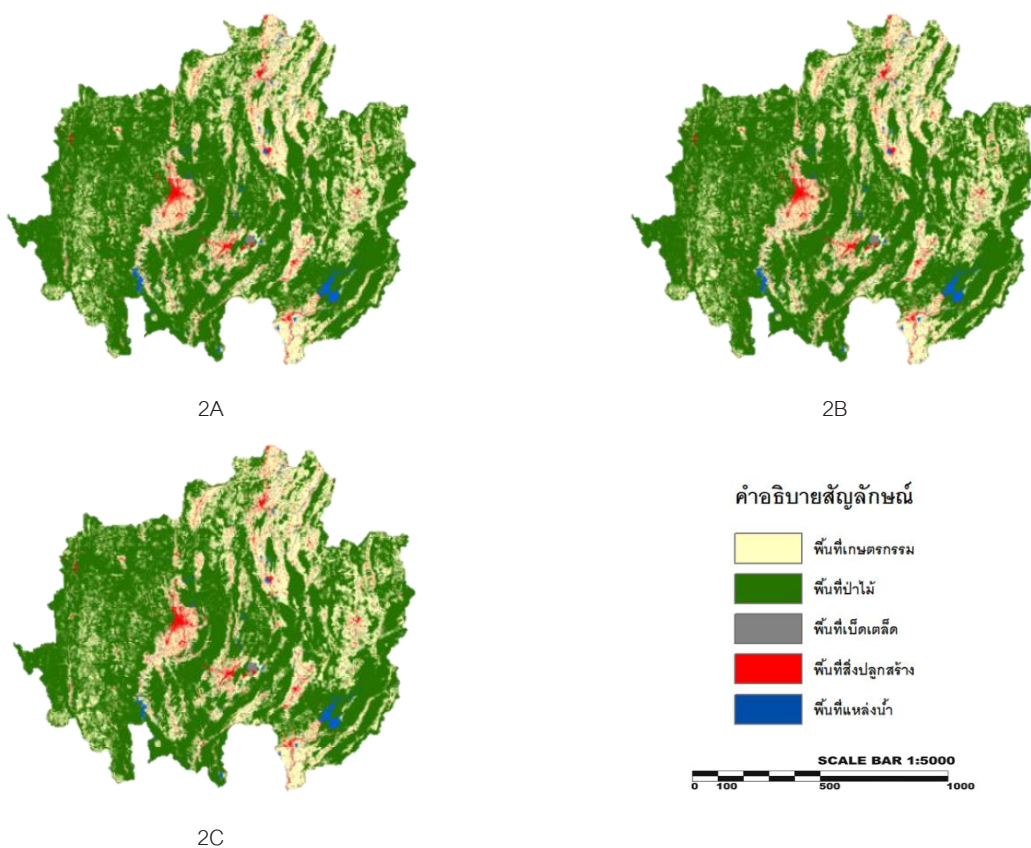 2A
2B
คำอธิบายสัญลักษณ์
พื้นที่เกษตรกรรม
พื้นที่ป่าไม้
พื้นที่เบ็ดเตล็ด
พื้นที่สิ่งปลูกสร้าง
พื้นที่แหล่งน้ำ
SCALE BAR 1:5000
0 100 500 1000
2C